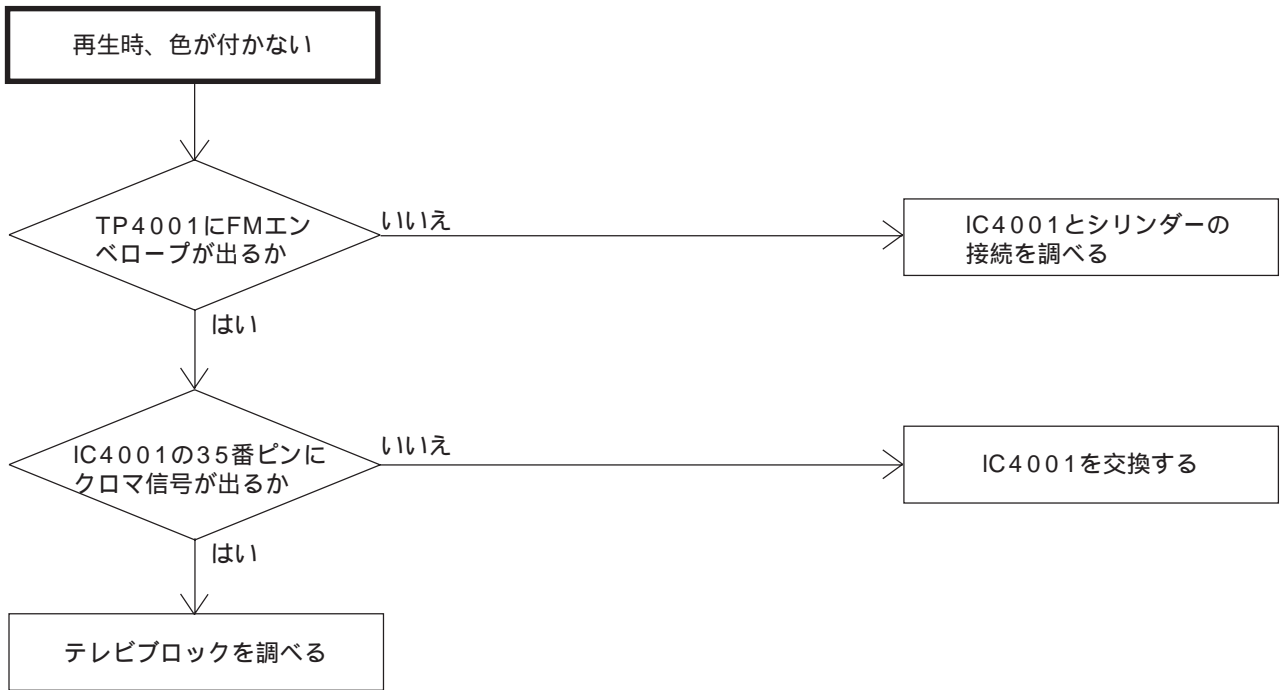 再生時、色が付かない
TP4001にFMエン
ベロープが出るか
いいえ
IC4001とシリンダーの
接続を調べる
はい
IC4001の35番ピンに
クロマ信号が出るか
いいえ
IC4001を交換する
はい
テレビブロックを調べる